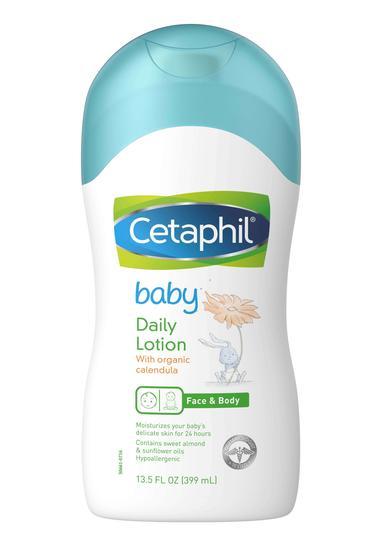 Cetaphil®
baby
Daily
Lotion
With organic
calendula
Face & Body
Moisturizes your baby's
delicate skin for 24 hours
Contains sweet almond
& sunflower oils
Hypoallergenic
13.5 FL OZ (399 mL)